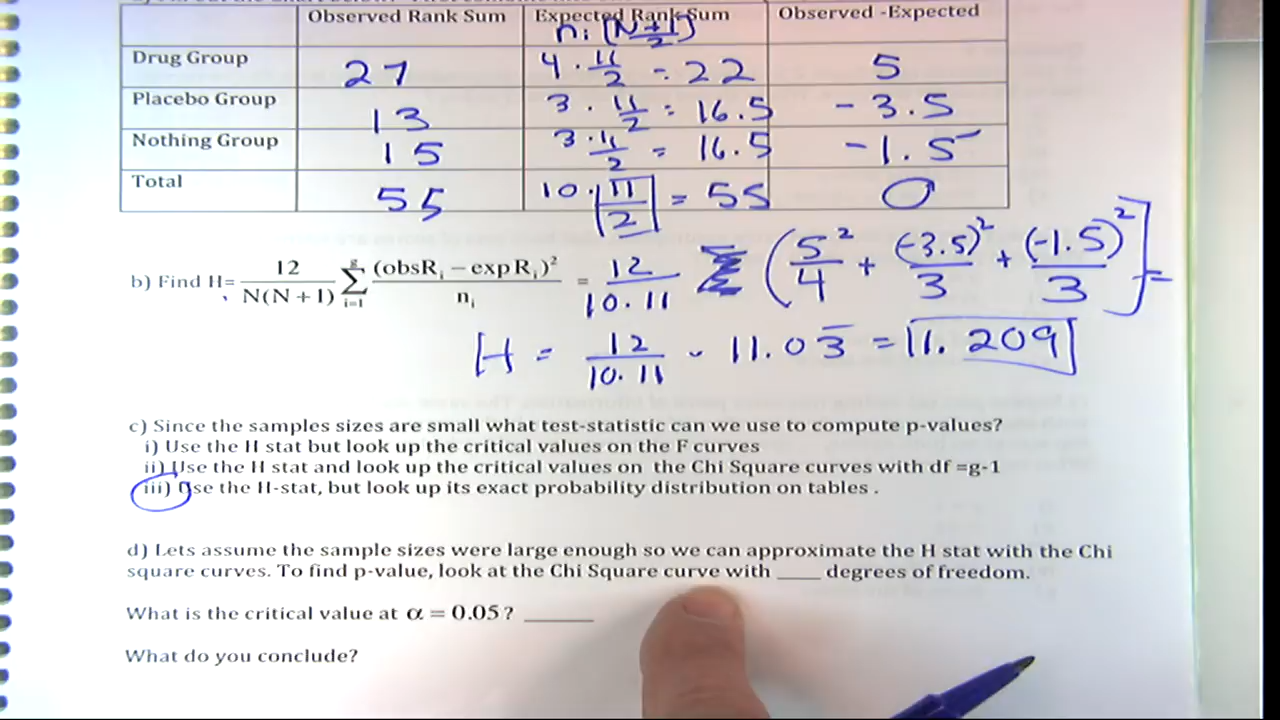 Observed Rank Sum Expected Rank Sum Observed -Expected
nᵢ [(N+1)/2]
Drug Group 27 4 · 11/2 = 22 5
Placebo Group 13 3 · 11/2 = 16.5 -3.5
Nothing Group 15 3 · 11/2 = 16.5 -1.5
Total 55 10 · 11/2 = 55 0
b) Find H= 12/N(N+1) ∑ i=1 g (obsRᵢ – exp Rᵢ)²/nᵢ = 12/10·11 (5²/4 + (-3.5)²/3 + (-1.5)²/3] =
H = 12/10·11 · 11.03̅ = 11.209
c) Since the samples sizes are small what test-statistic can we use to compute p-values?
i) Use the H stat but look up the critical values on the F curves
ii) Use the H stat and look up the critical values on the Chi Square curves with df =g-1
iii) Use the H-stat, but look up its exact probability distribution on tables .
d) Lets assume the sample sizes were large enough so we can approximate the H stat with the Chi
square curves. To find p-value, look at the Chi Square curve with ____ degrees of freedom.
What is the critical value at α = 0.05 ? ______
What do you conclude?